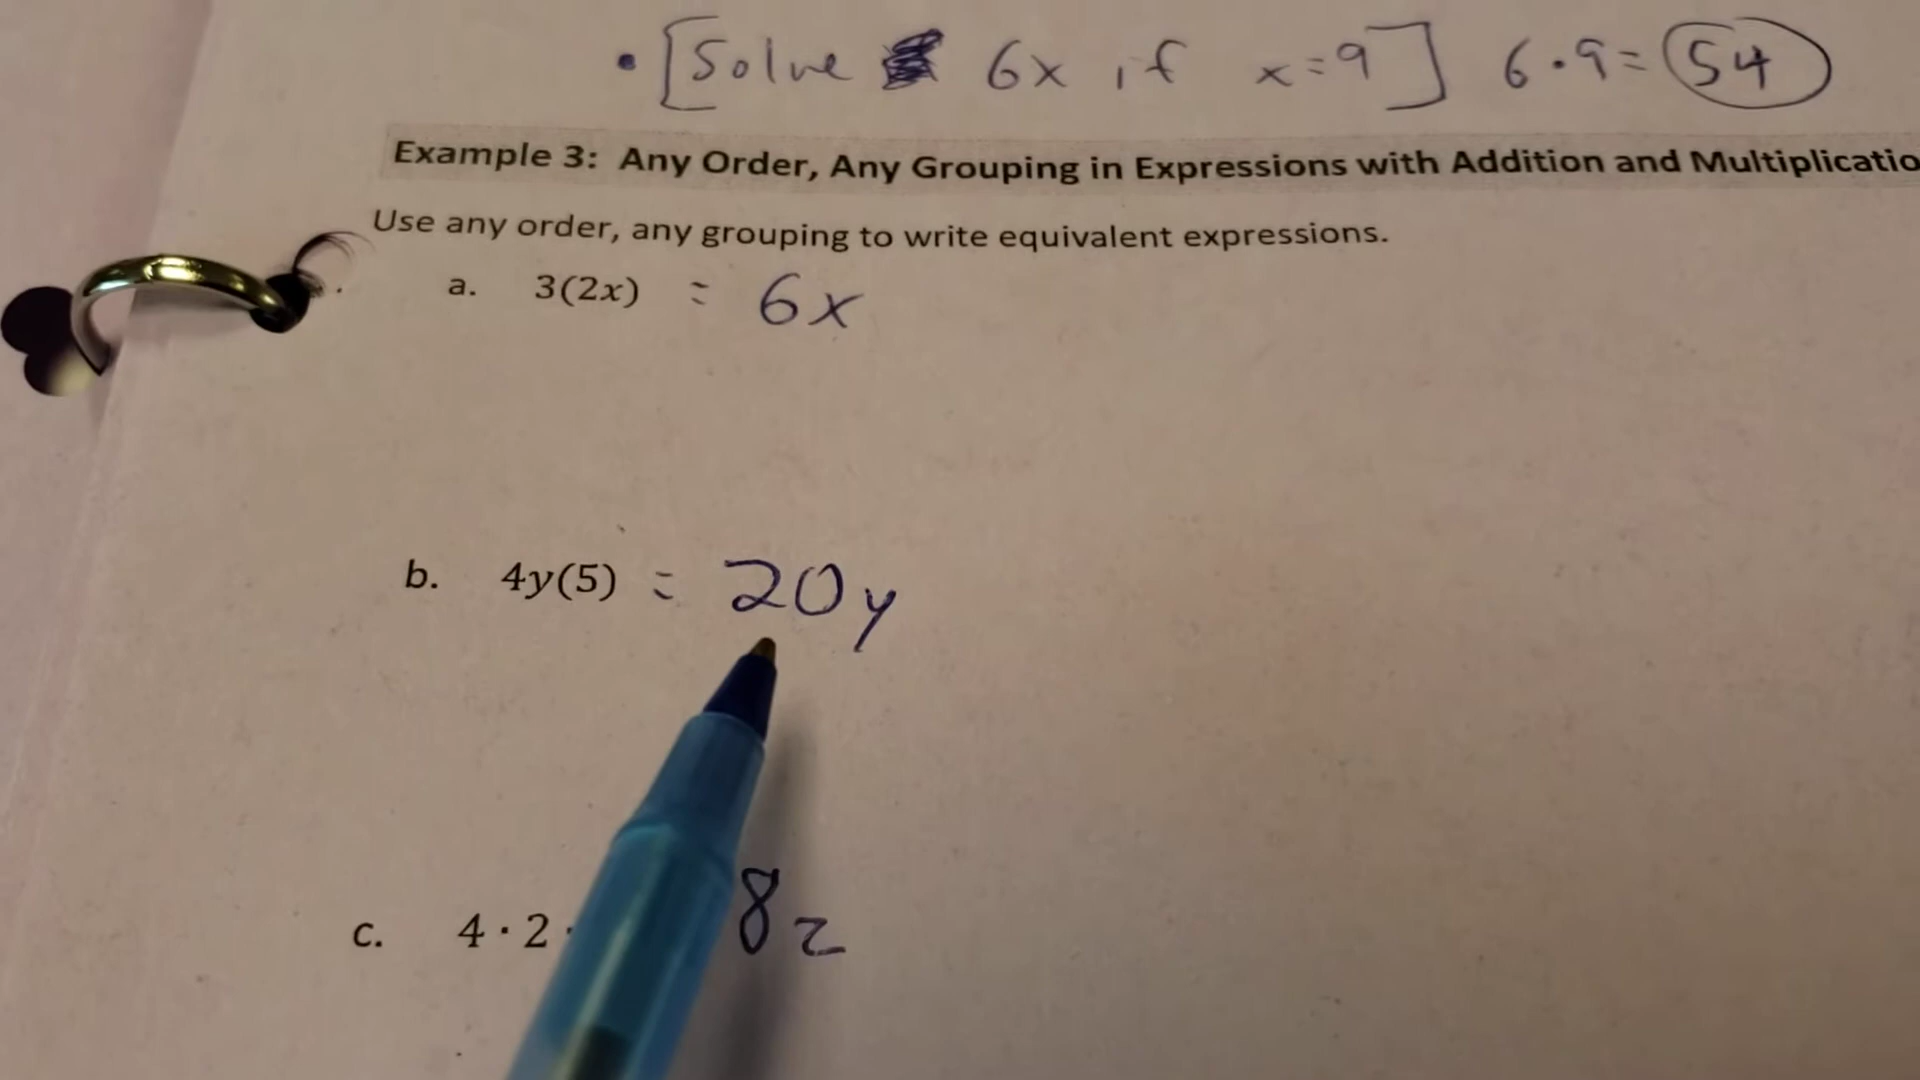 • [Solve 6x if x=9] 6·9= 54
Example 3: Any Order, Any Grouping in Expressions with Addition and
Use any order, any grouping to write equivalent expressions.
a. 3(2x) = 6x
b. 4y(5) = 20y
c. 4 · 2 · 8z